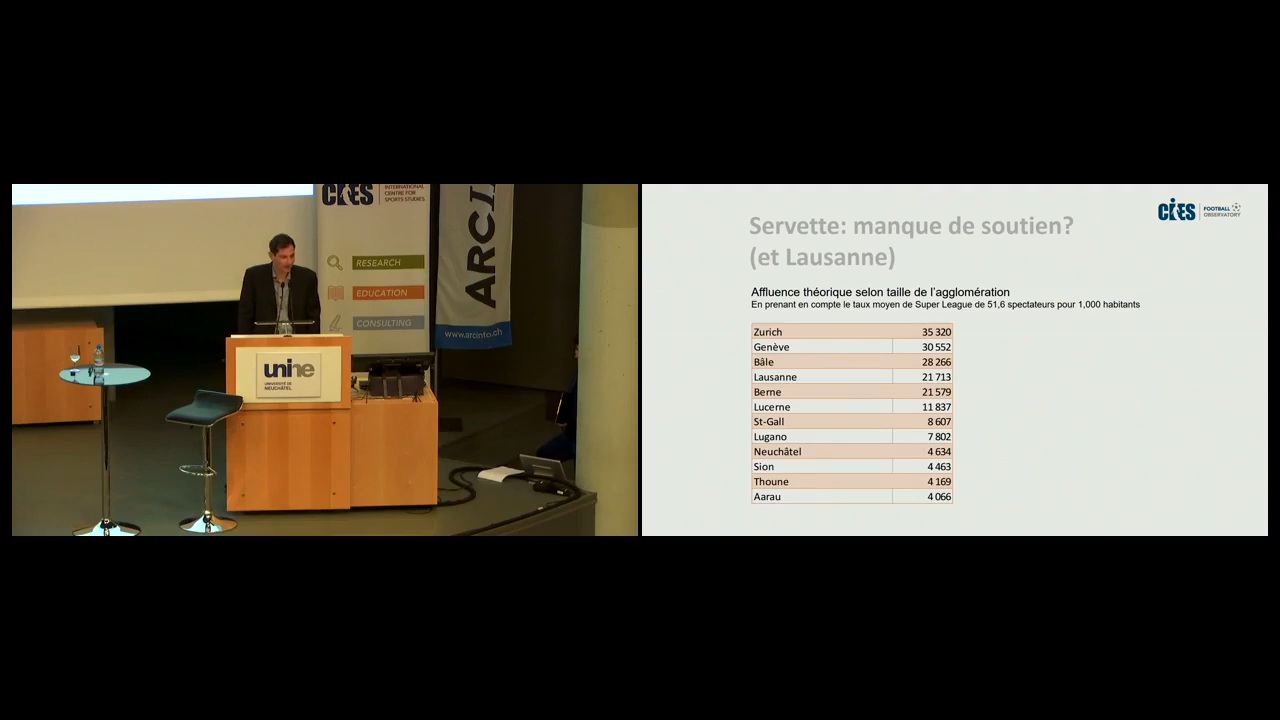 CIES
INTERNATIONAL
CENTRE FOR
SPORTS STUDIES
RESEARCH
EDUCATION
CONSULTING
ARCI
www.arcinfo.ch
unine
UNIVERSITÉ DE
NEUCHÂTEL
Servette: manque de soutien?
(et Lausanne)
CIES FOOTBALL
OBSERVATORY
Affluence théorique selon taille de l’agglomération
En prenant en compte le taux moyen de Super League de 51,6 spectateurs pour 1,000 habitants
Zurich 35 320
Genève 30 552
Bâle 28 266
Lausanne 21 713
Berne 21 579
Lucerne 11 837
St-Gall 8 607
Lugano 7 802
Neuchâtel 4 634
Sion 4 463
Thoune 4 169
Aarau 4 066